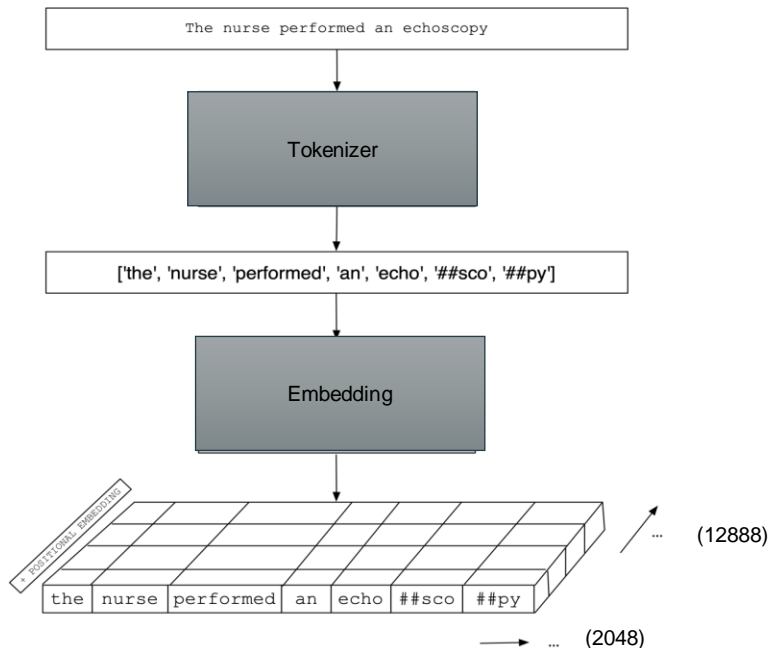 The nurse performed an echoscopy
Tokenizer
['the', 'nurse', 'performed', 'an', 'echo', '##sco', '##py']
Embedding
+ POSITIONAL EMBEDDING
... (12888)
the nurse performed an echo ##sco ##py
... (2048)